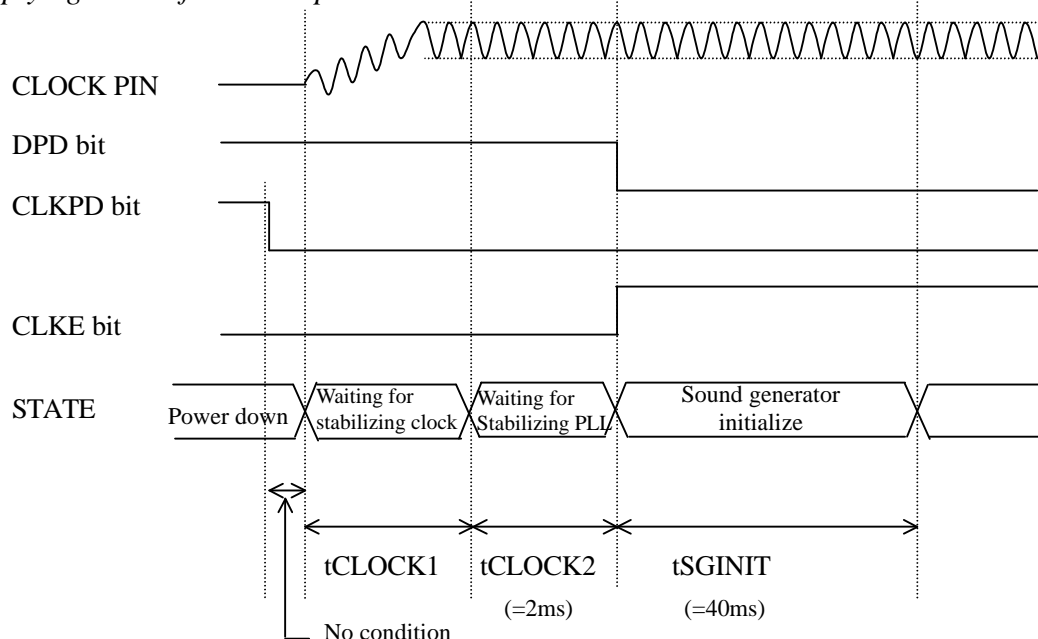 CLOCK PIN
DPD bit
CLKPD bit
CLKE bit
STATE
Power down
Waiting for
stabilizing clock
Waiting for
Stabilizing PLL
Sound generator
initialize
tCLOCK1
tCLOCK2
tSGINIT
(=2ms)
(=40ms)
No condition